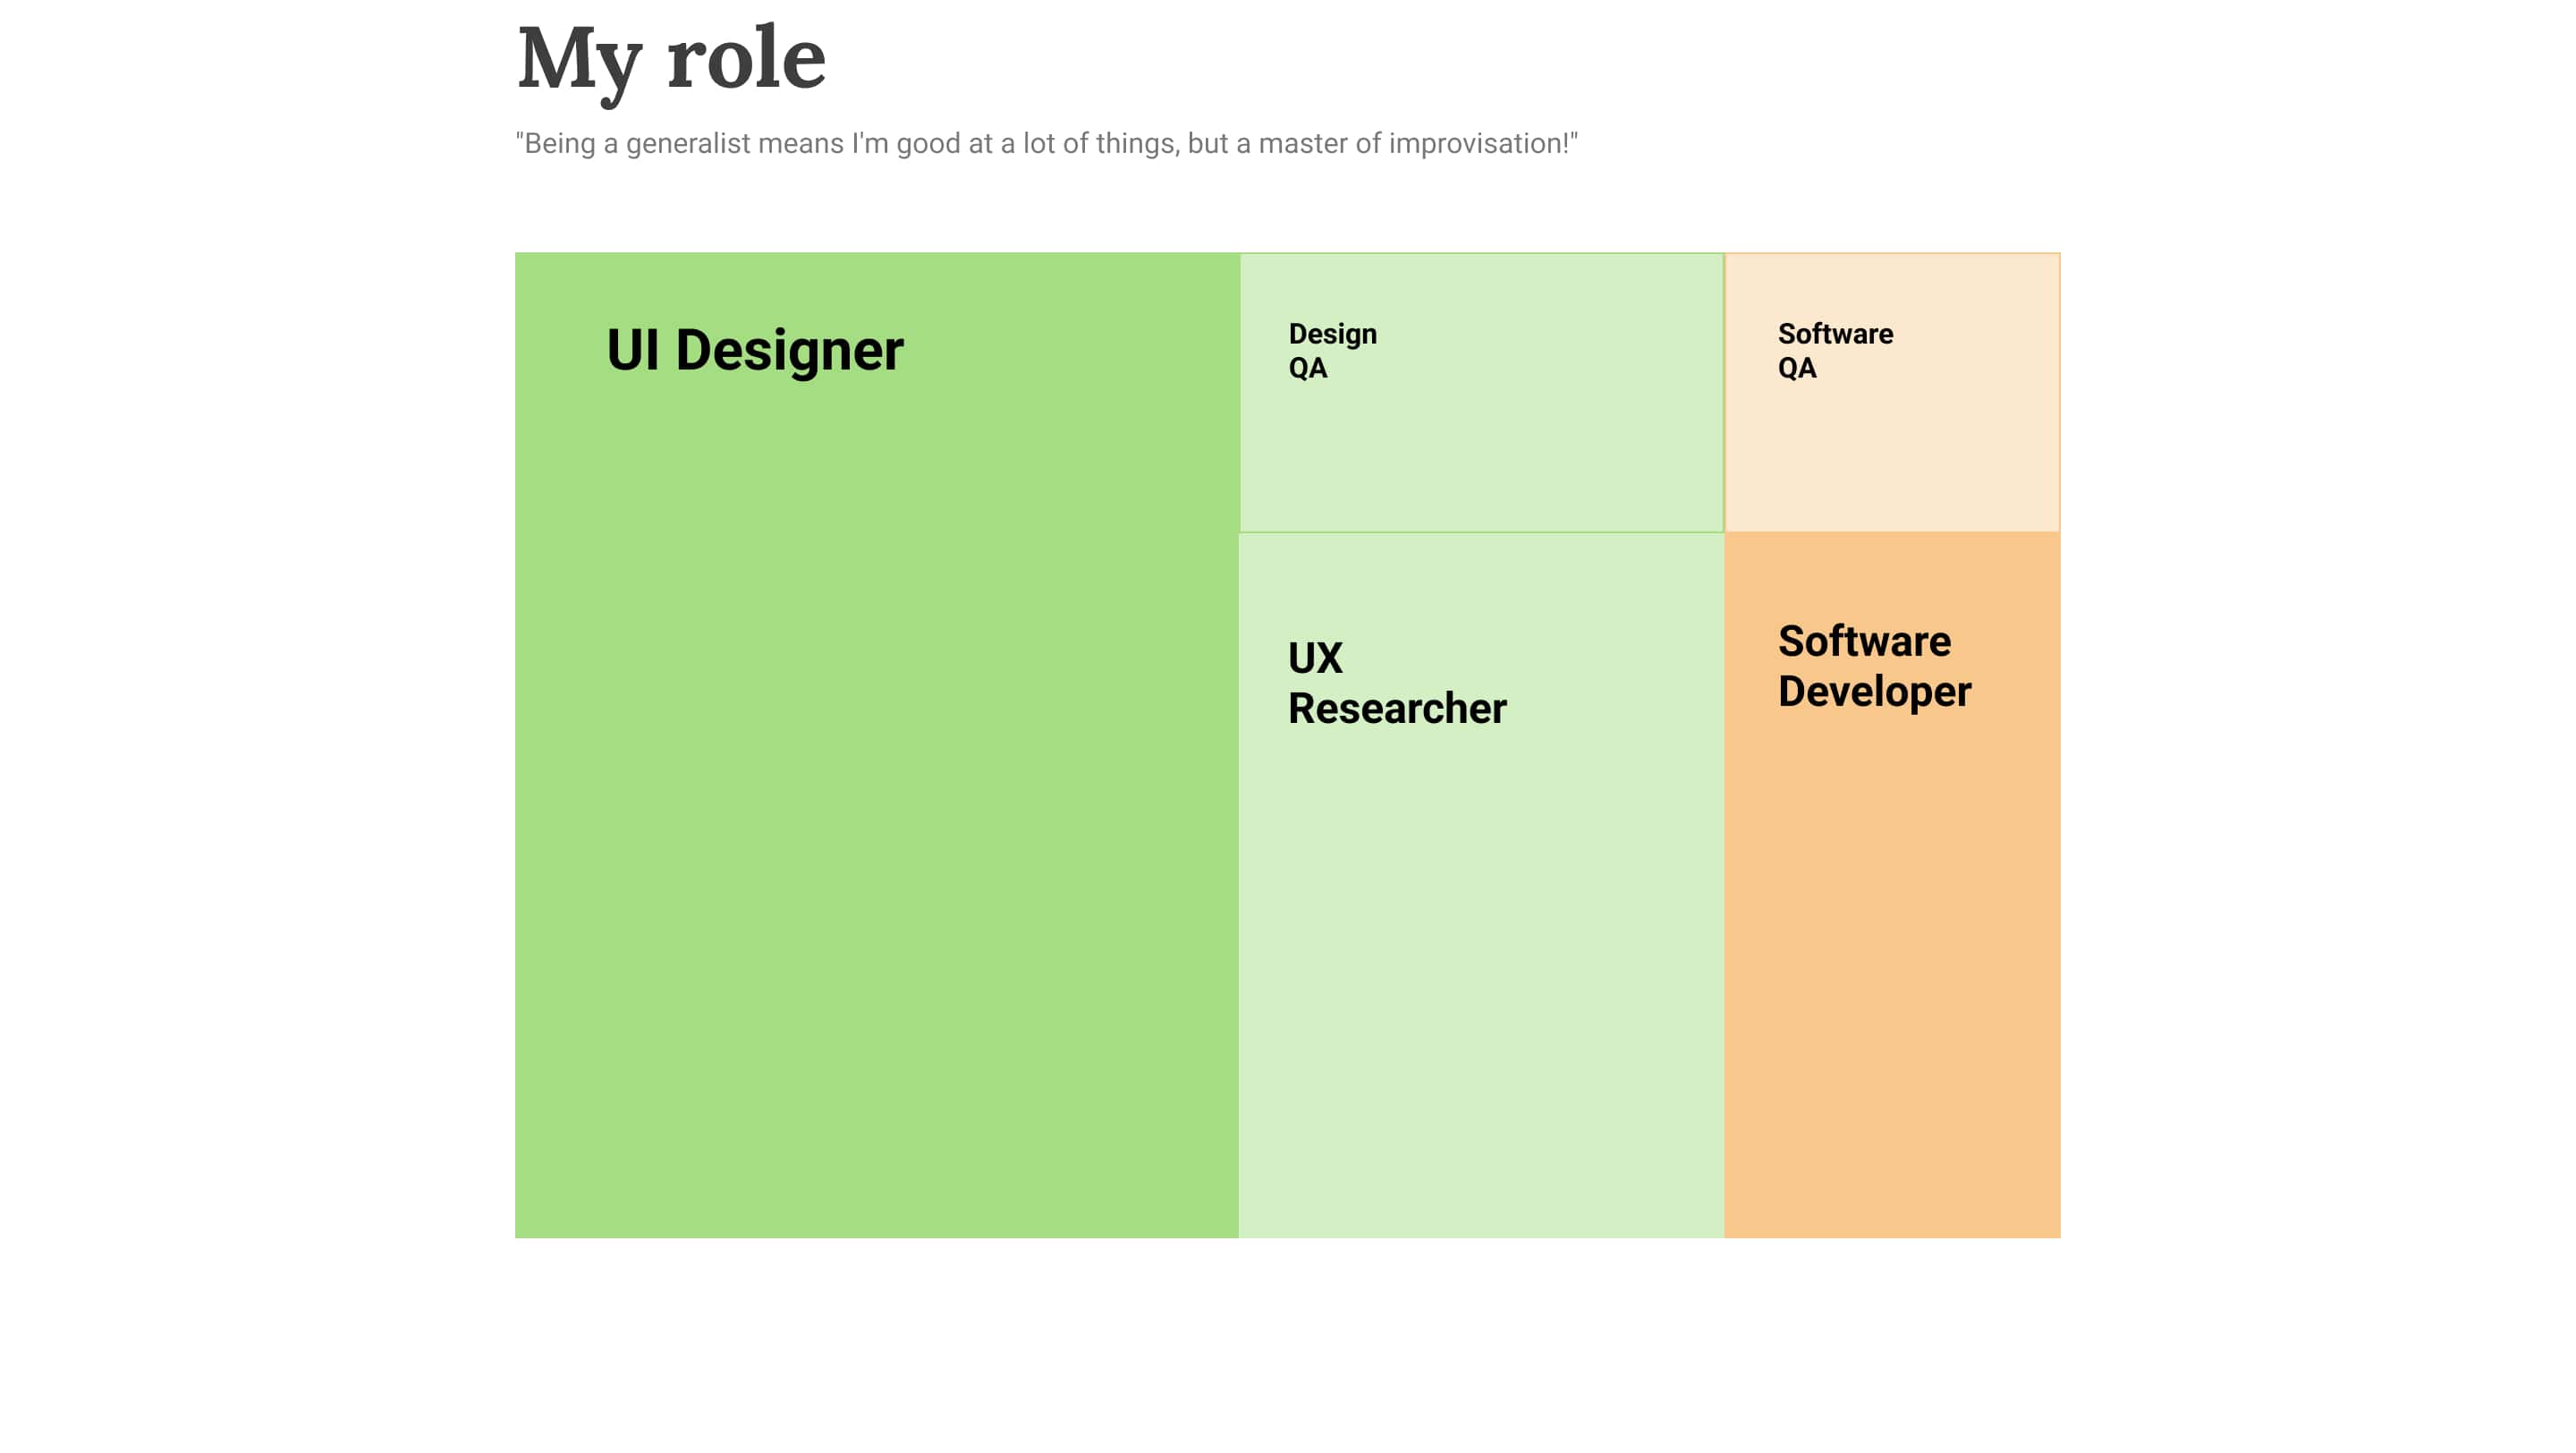 My role
"Being a generalist means I'm good at a lot of things, but a master of improvisation!"
UI Designer
Design
QA
Software
QA
UX
Researcher
Software
Developer